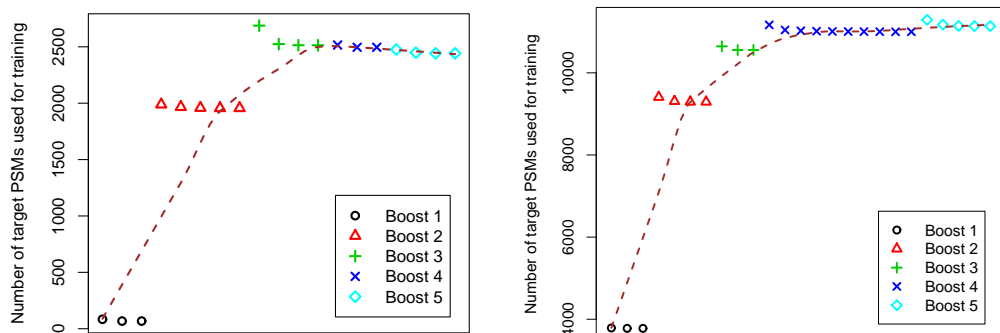 Number of target PSMs used for training
2500
2000
1500
1000
500
0
Boost 1
Boost 2
Boost 3
Boost 4
Boost 5
Number of target PSMs used for training
10000
8000
6000
4000
Boost 1
Boost 2
Boost 3
Boost 4
Boost 5